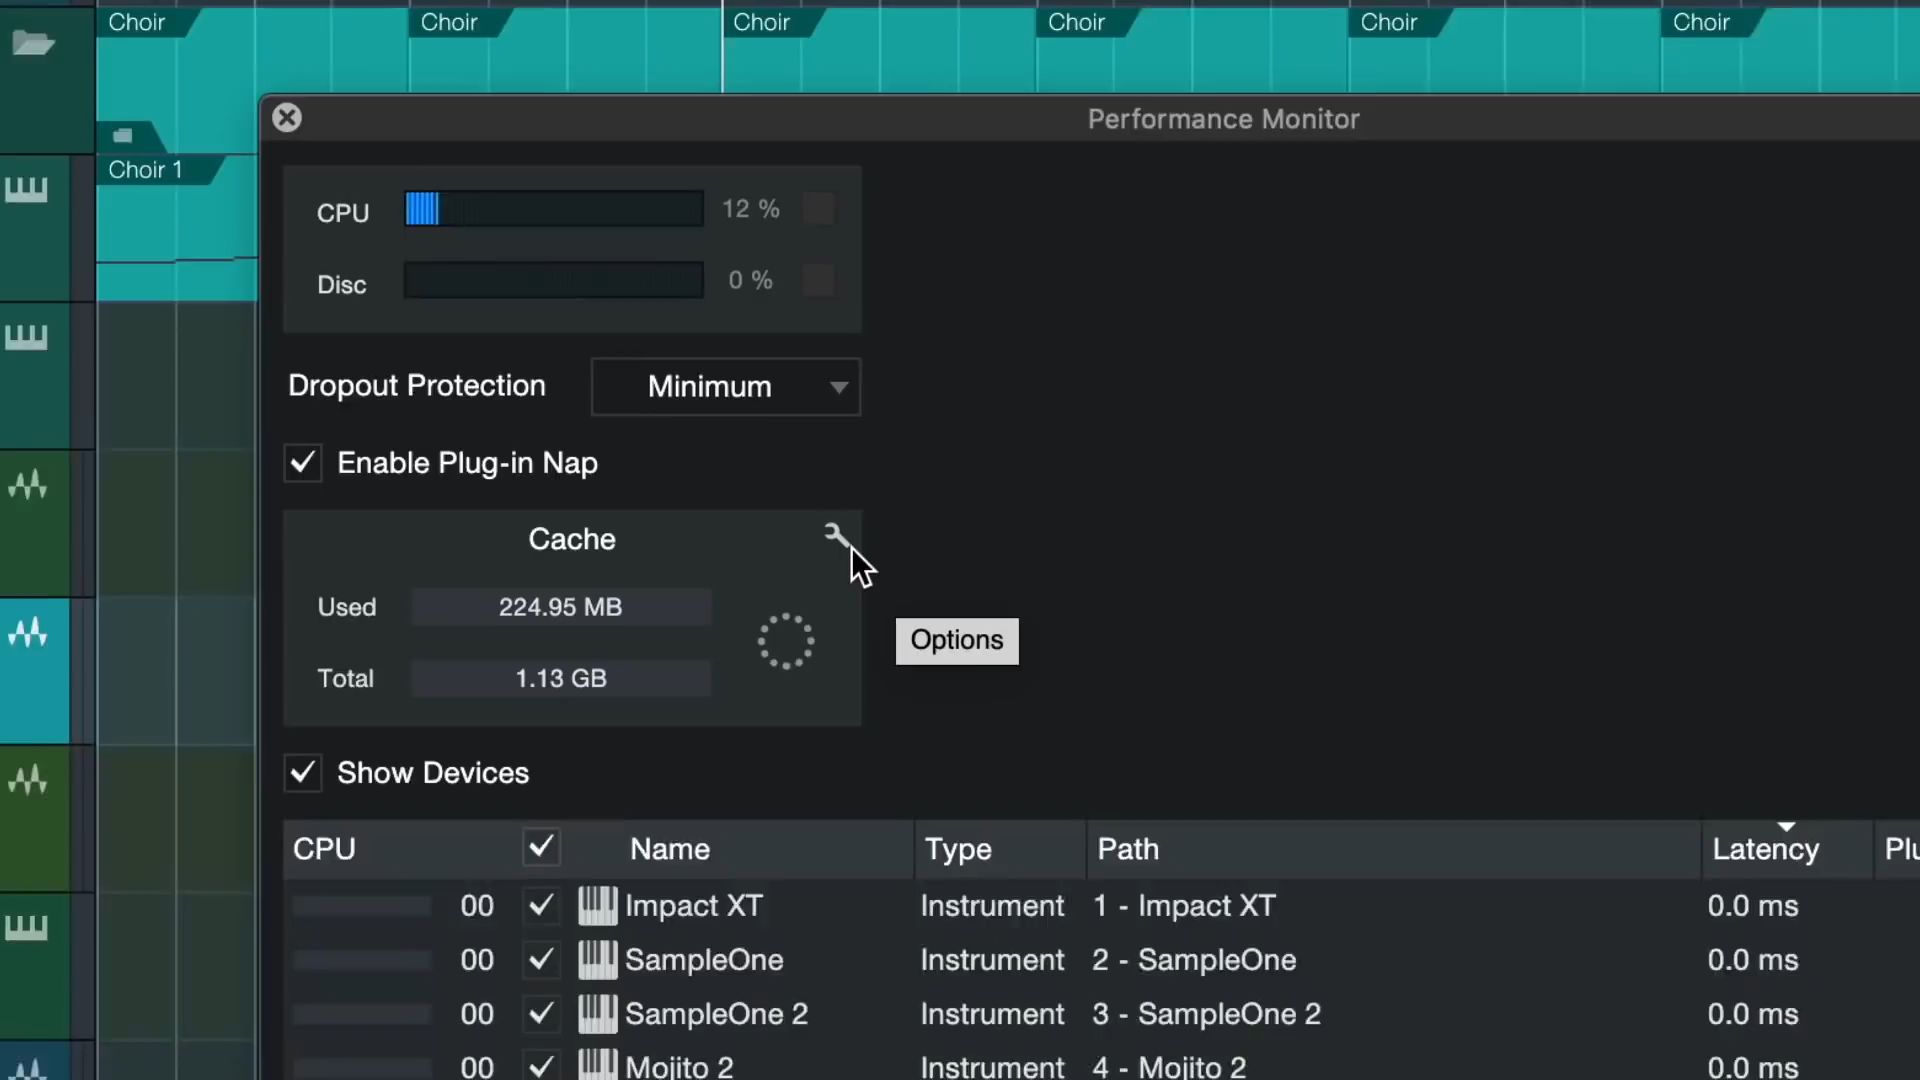 Choir Choir Choir Choir Choir Choir
Performance Monitor
Choir 1
CPU 12 %
Disc 0 %
Dropout Protection Minimum
Enable Plug-in Nap
Cache
Used 224.95 MB
Options
Total 1.13 GB
Show Devices
CPU Name Type Path Latency
00 Impact XT Instrument 1 - Impact XT 0.0 ms
00 SampleOne Instrument 2 - SampleOne 0.0 ms
00 SampleOne 2 Instrument 3 - SampleOne 2 0.0 ms
00 Mojito 2 Instrument 4 - Mojito 2 0.0 ms